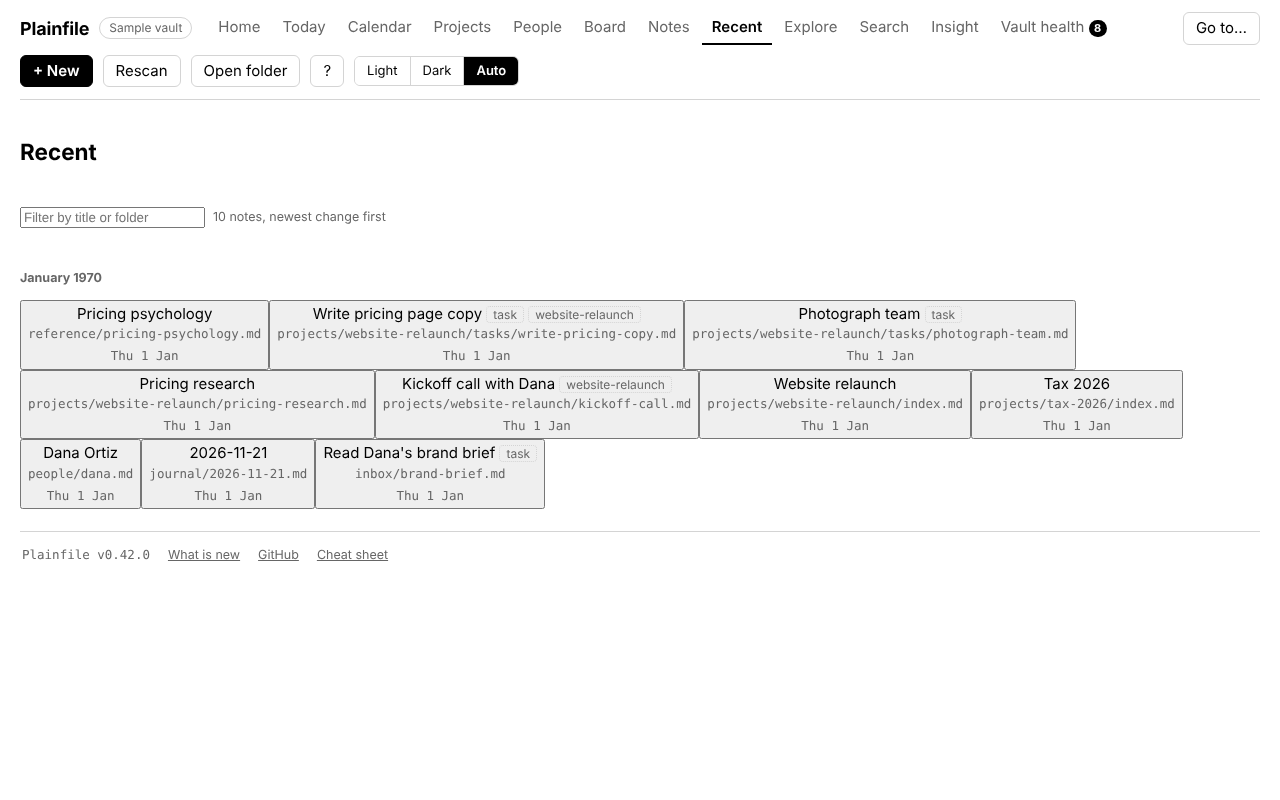 Plainfile Sample vault Home Today Calendar Projects People Board Notes Recent Explore Search Insight Vault health 8 Go to...
+ New Rescan Open folder ? Light Dark Auto
Recent
Filter by title or folder 10 notes, newest change first
January 1970
Pricing psychology
reference/pricing-psychology.md
Thu 1 Jan
Write pricing page copy task website-relaunch
projects/website-relaunch/tasks/write-pricing-copy.md
Thu 1 Jan
Photograph team task
projects/website-relaunch/tasks/photograph-team.md
Thu 1 Jan
Pricing research
projects/website-relaunch/pricing-research.md
Thu 1 Jan
Kickoff call with Dana website-relaunch
projects/website-relaunch/kickoff-call.md
Thu 1 Jan
Website relaunch
projects/website-relaunch/index.md
Thu 1 Jan
Tax 2026
projects/tax-2026/index.md
Thu 1 Jan
Dana Ortiz
people/dana.md
Thu 1 Jan
2026-11-21
journal/2026-11-21.md
Thu 1 Jan
Read Dana's brand brief task
inbox/brand-brief.md
Thu 1 Jan
Plainfile v0.42.0 What is new GitHub Cheat sheet